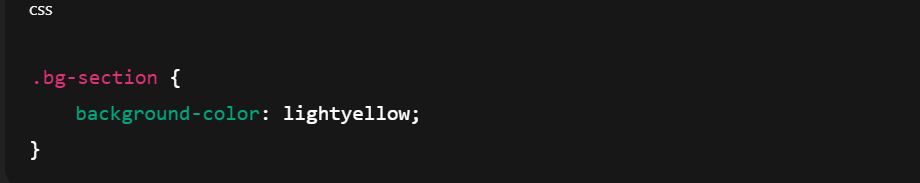 css
.bg-section {
    background-color: lightyellow;
}